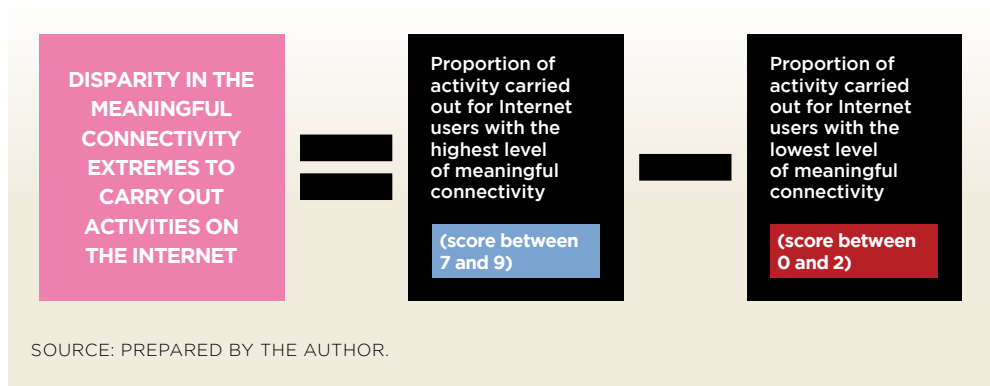 DISPARITY IN THE
MEANINGFUL
CONNECTIVITY
EXTREMES TO
CARRY OUT
ACTIVITIES ON
THE INTERNET
Proportion of
activity carried
out for Internet
users with the
highest level
of meaningful
connectivity
(score between
7 and 9)
Proportion of
activity carried
out for Internet
users with the
lowest level
of meaningful
connectivity
(score between
0 and 2)
SOURCE: PREPARED BY THE AUTHOR.